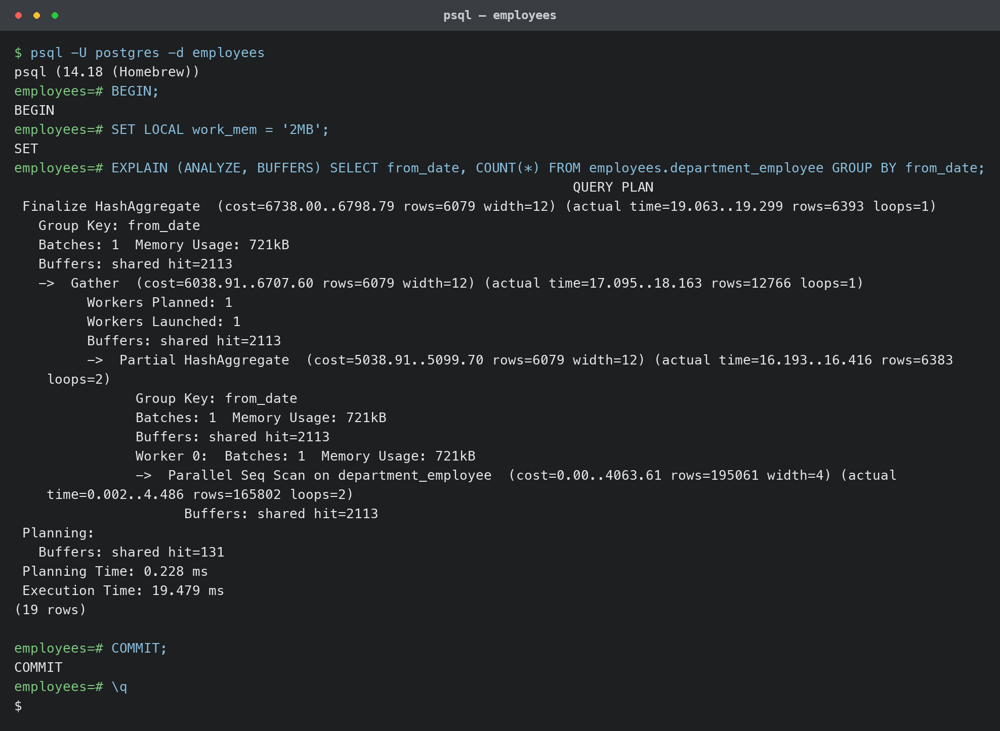 psql — employees
$ psql -U postgres -d employees
psql (14.18 (Homebrew))
employees=# BEGIN;
BEGIN
employees=# SET LOCAL work_mem = '2MB';
SET
employees=# EXPLAIN (ANALYZE, BUFFERS) SELECT from_date, COUNT(*) FROM employees.department_employee GROUP BY from_date;
QUERY PLAN
Finalize HashAggregate  (cost=6738.00..6798.79 rows=6079 width=12) (actual time=19.063..19.299 rows=6393 loops=1)
Group Key: from_date
Batches: 1  Memory Usage: 721kB
Buffers: shared hit=2113
->  Gather  (cost=6038.91..6707.60 rows=6079 width=12) (actual time=17.095..18.163 rows=12766 loops=1)
Workers Planned: 1
Workers Launched: 1
Buffers: shared hit=2113
->  Partial HashAggregate  (cost=5038.91..5099.70 rows=6079 width=12) (actual time=16.193..16.416 rows=6383
loops=2)
Group Key: from_date
Batches: 1  Memory Usage: 721kB
Buffers: shared hit=2113
Worker 0:  Batches: 1  Memory Usage: 721kB
->  Parallel Seq Scan on department_employee  (cost=0.00..4063.61 rows=195061 width=4) (actual
time=0.002..4.486 rows=165802 loops=2)
Buffers: shared hit=2113
Planning:
Buffers: shared hit=131
Planning Time: 0.228 ms
Execution Time: 19.479 ms
(19 rows)
employees=# COMMIT;
COMMIT
employees=# \q
$